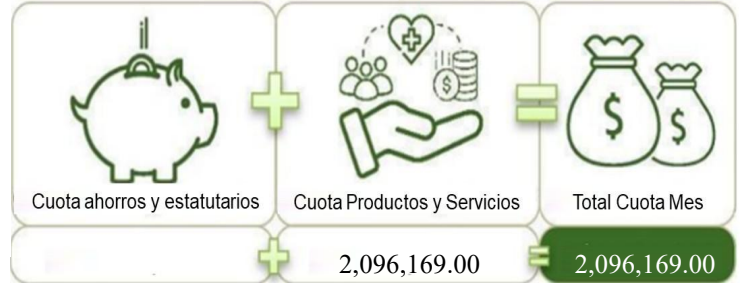 Cuota ahorros y estatutarios
Cuota Productos y Servicios
Total Cuota Mes
2,096,169.00
2,096,169.00